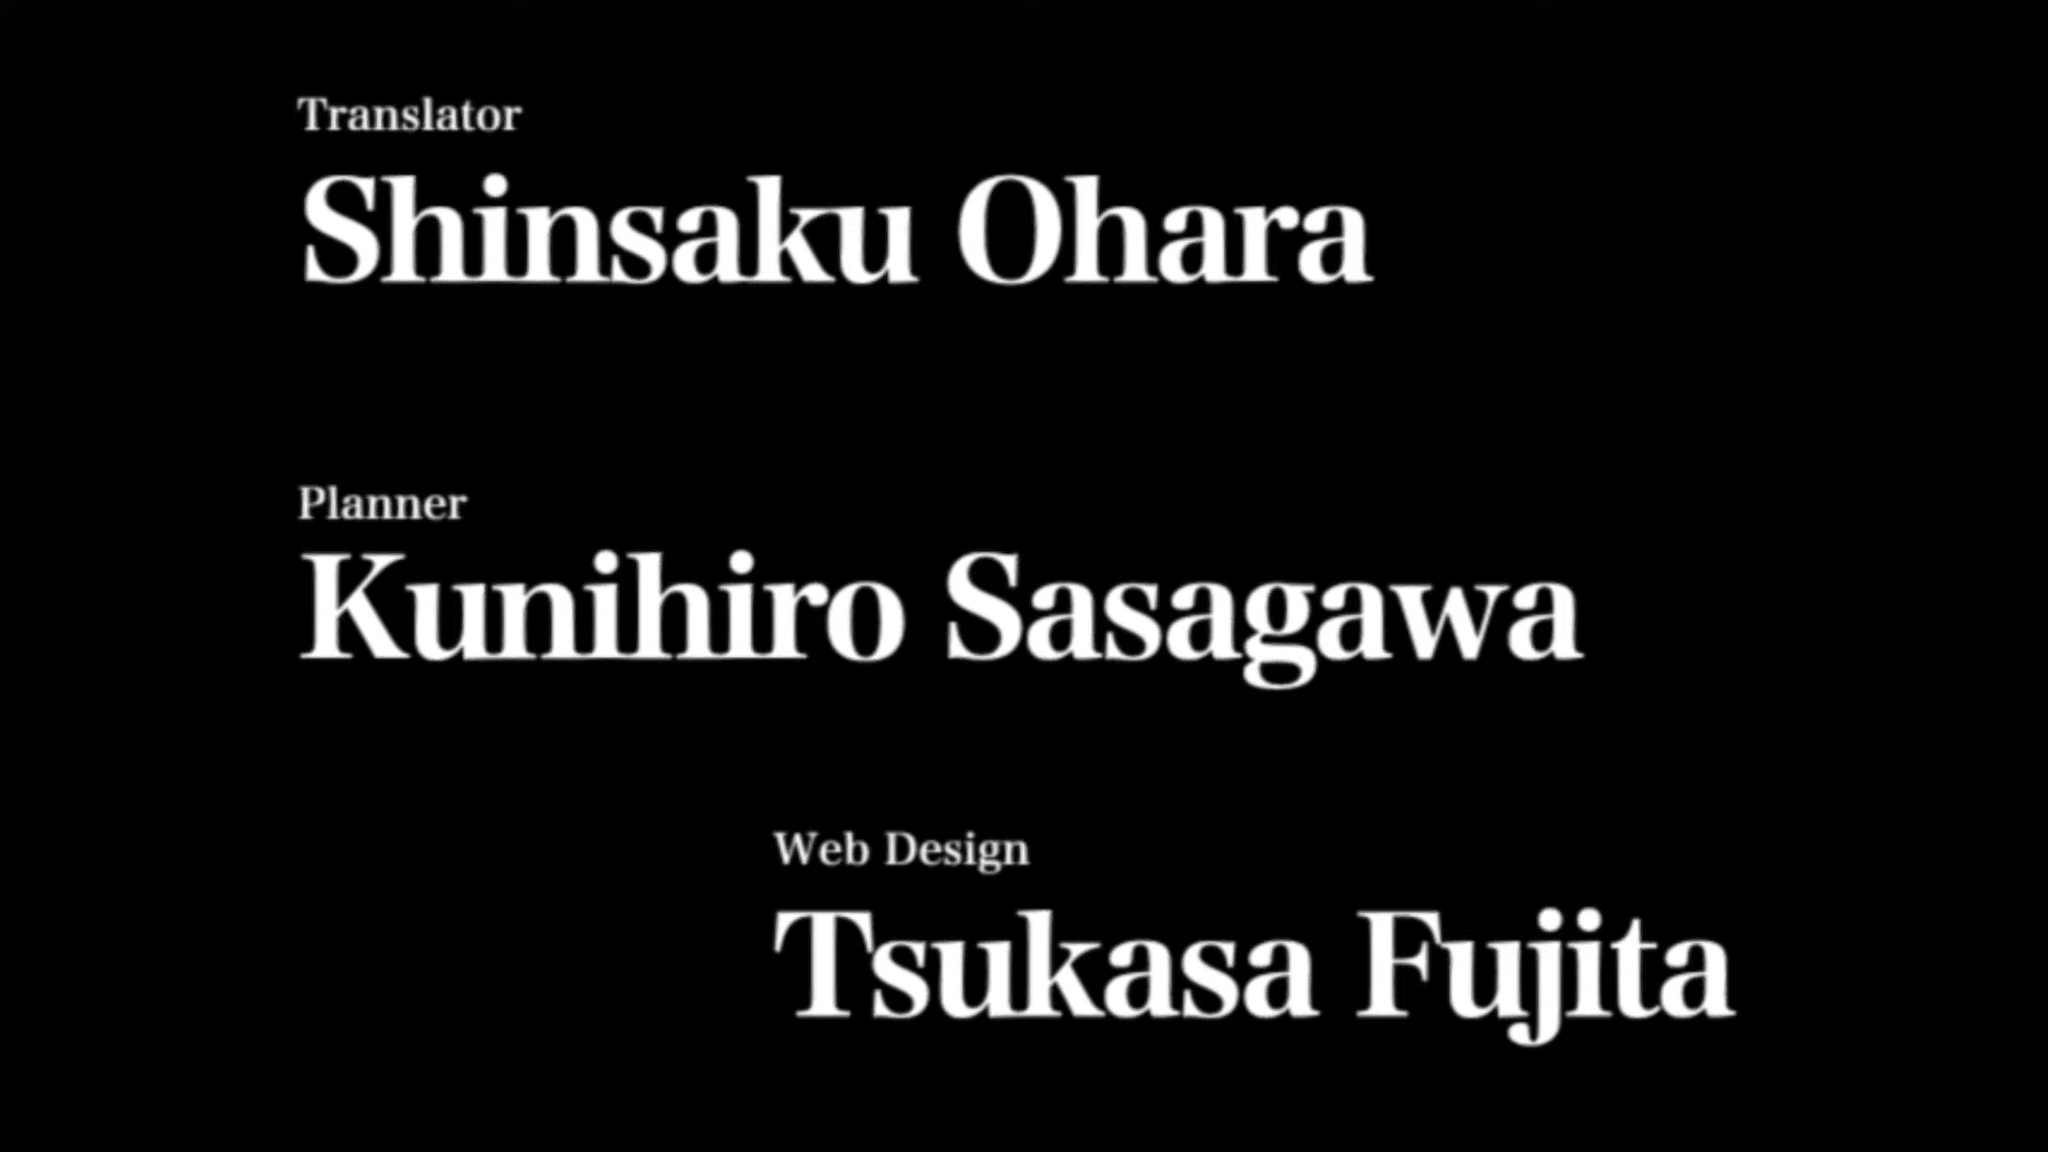 Translator
Shinsaku Ohara
Planner
Kunihiro Sasagawa
Web Design
Tsukasa Fujita